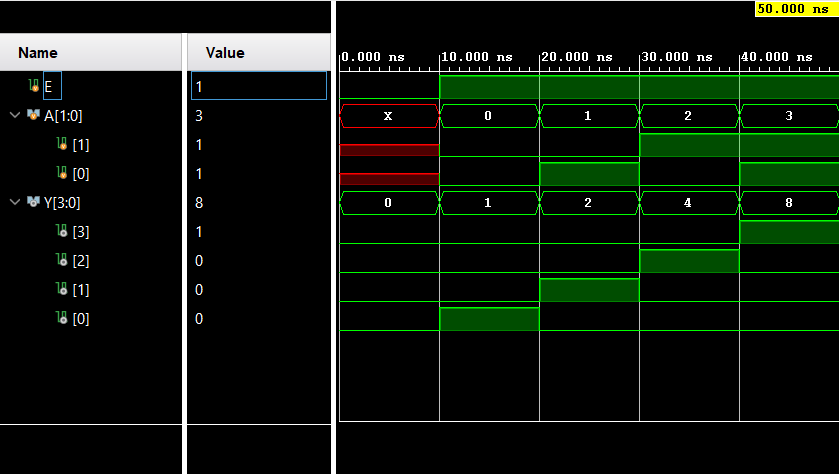 50.000 ns
Name Value 0.000 ns 10.000 ns 20.000 ns 30.000 ns 40.000 ns
E 1
A[1:0] 3 X 0 1 2 3
[1] 1
[0] 1
Y[3:0] 8 0 1 2 4 8
[3] 1
[2] 0
[1] 0
[0] 0